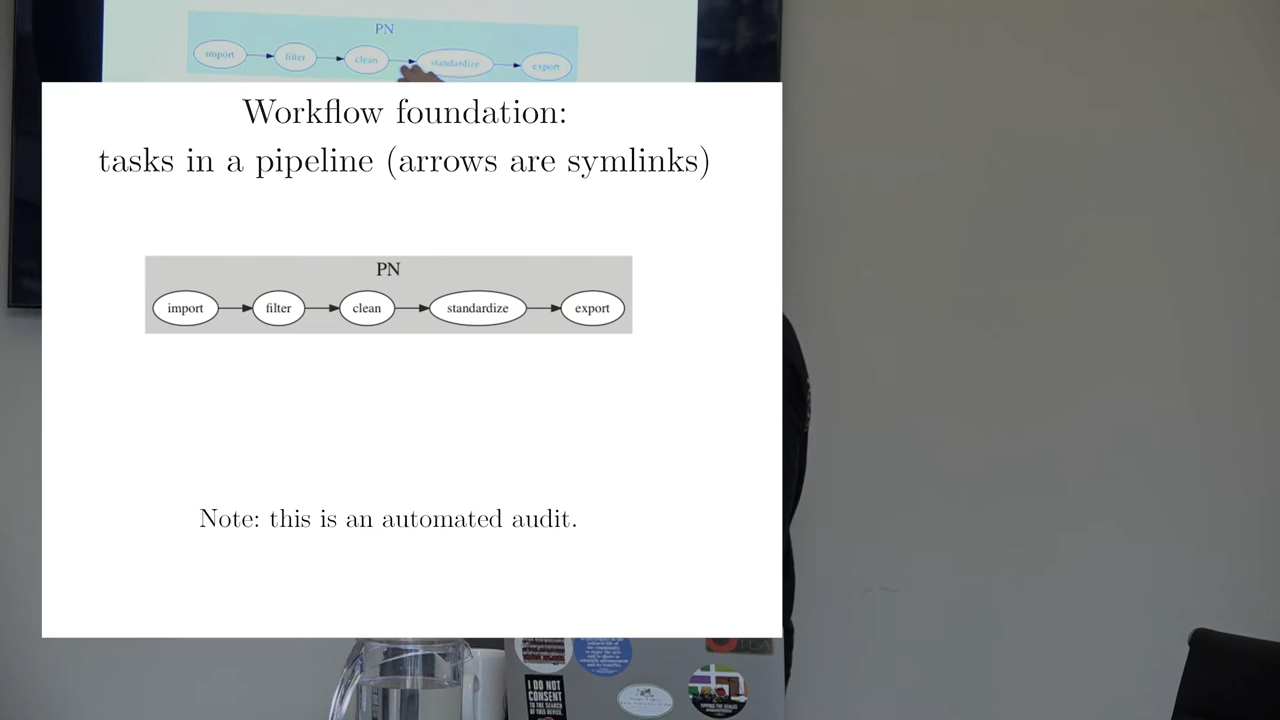 PN
import filter clean standardize export
Workflow foundation:
tasks in a pipeline (arrows are symlinks)
PN
import filter clean standardize export
Note: this is an automated audit.
I DO NOT
CONSENT
TO THE SEARCH
OF THIS DEVICE.